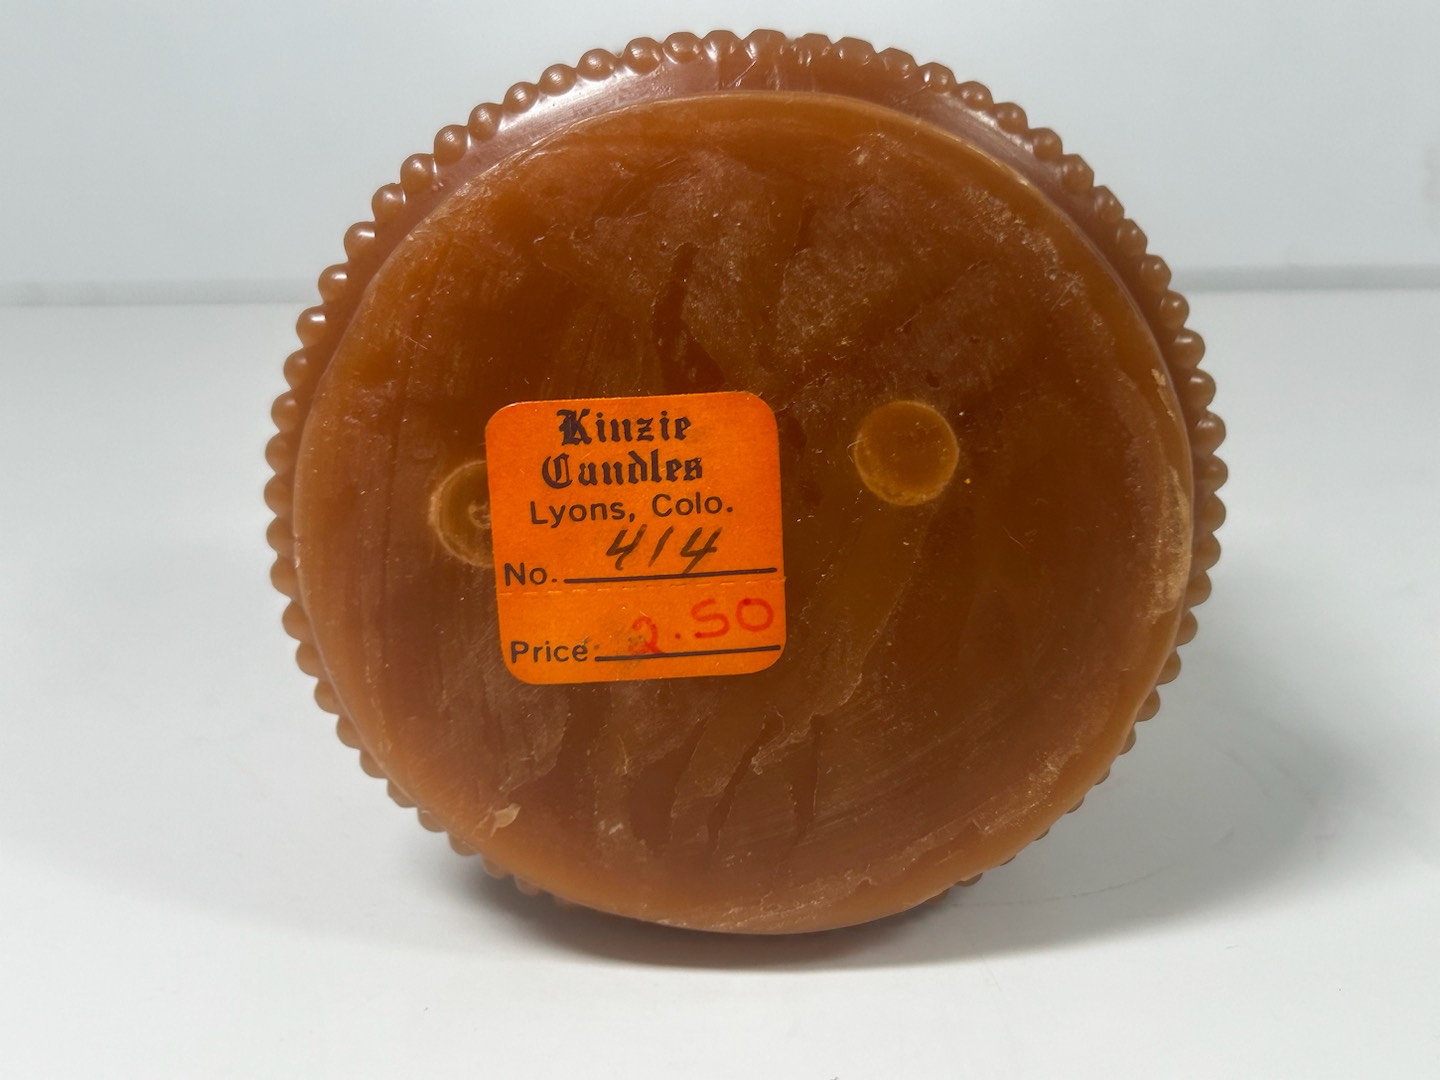 Kinzie
Candles
Lyons, Colo.
No. 414
Price 2.50